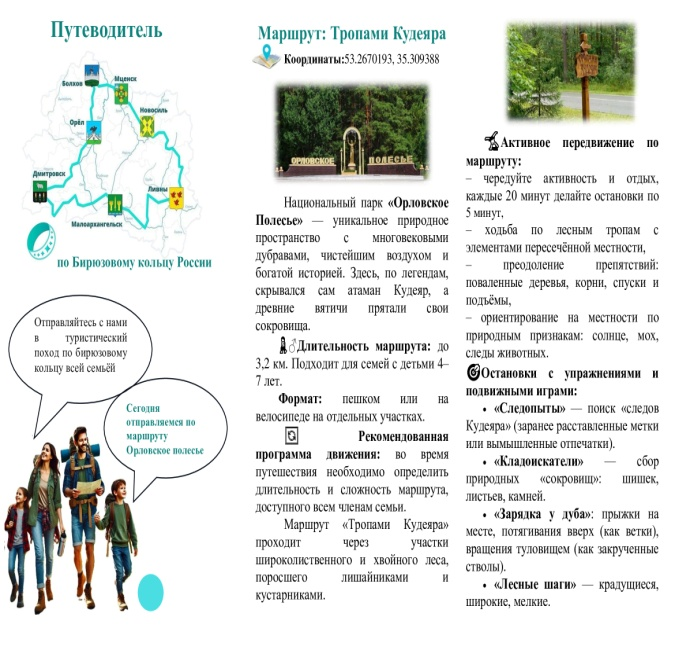 Путеводитель
Болхов
Мценск
Новосиль
Орёл
Дмитровск
Ливны
Малоархангельск
по Бирюзовому кольцу России
Отправляйтесь с нами
в туристический
поход по бирюзовому
кольцу всей семьёй
Сегодня
отправляемся по
маршруту
Орловское полесье
Маршрут: Тропами Кудеяра
Координаты:53.2670193, 35.309388
ОРЛОВСКОЕ ПОЛЕСЬЕ
Национальный парк «Орловское
Полесье» — уникальное природное
пространство с многовековыми
дубравами, чистейшим воздухом и
богатой историей. Здесь, по легендам,
скрывался сам атаман Кудеяр, а
древние вятичи прятали свои
сокровища.
Длительность маршрута: до
3,2 км. Подходит для семей с детьми 4–
7 лет.
Формат: пешком или на
велосипеде на отдельных участках.
Рекомендованная
программа движения: во время
путешествия необходимо определить
длительность и сложность маршрута,
доступного всем членам семьи.
Маршрут «Тропами Кудеяра»
проходит через участки
широколиственного и хвойного леса,
поросшего лишайниками и
кустарниками.
Активное передвижение по
маршруту:
– чередуйте активность и отдых,
каждые 20 минут делайте остановки по
5 минут,
– ходьба по лесным тропам с
элементами пересечённой местности,
– преодоление препятствий:
поваленные деревья, корни, спуски и
подъёмы,
– ориентирование на местности по
природным признакам: солнце, мох,
следы животных.
Остановки с упражнениями и
подвижными играми:
• «Следопыты» — поиск «следов
Кудеяра» (заранее расставленные метки
или вымышленные отпечатки).
• «Кладоискатели» — сбор
природных «сокровищ»: шишек,
листьев, камней.
• «Зарядка у дуба»: прыжки на
месте, потягивания вверх (как ветки),
вращения туловищем (как закрученные
стволы).
• «Лесные шаги» — крадущиеся,
широкие, мелкие.